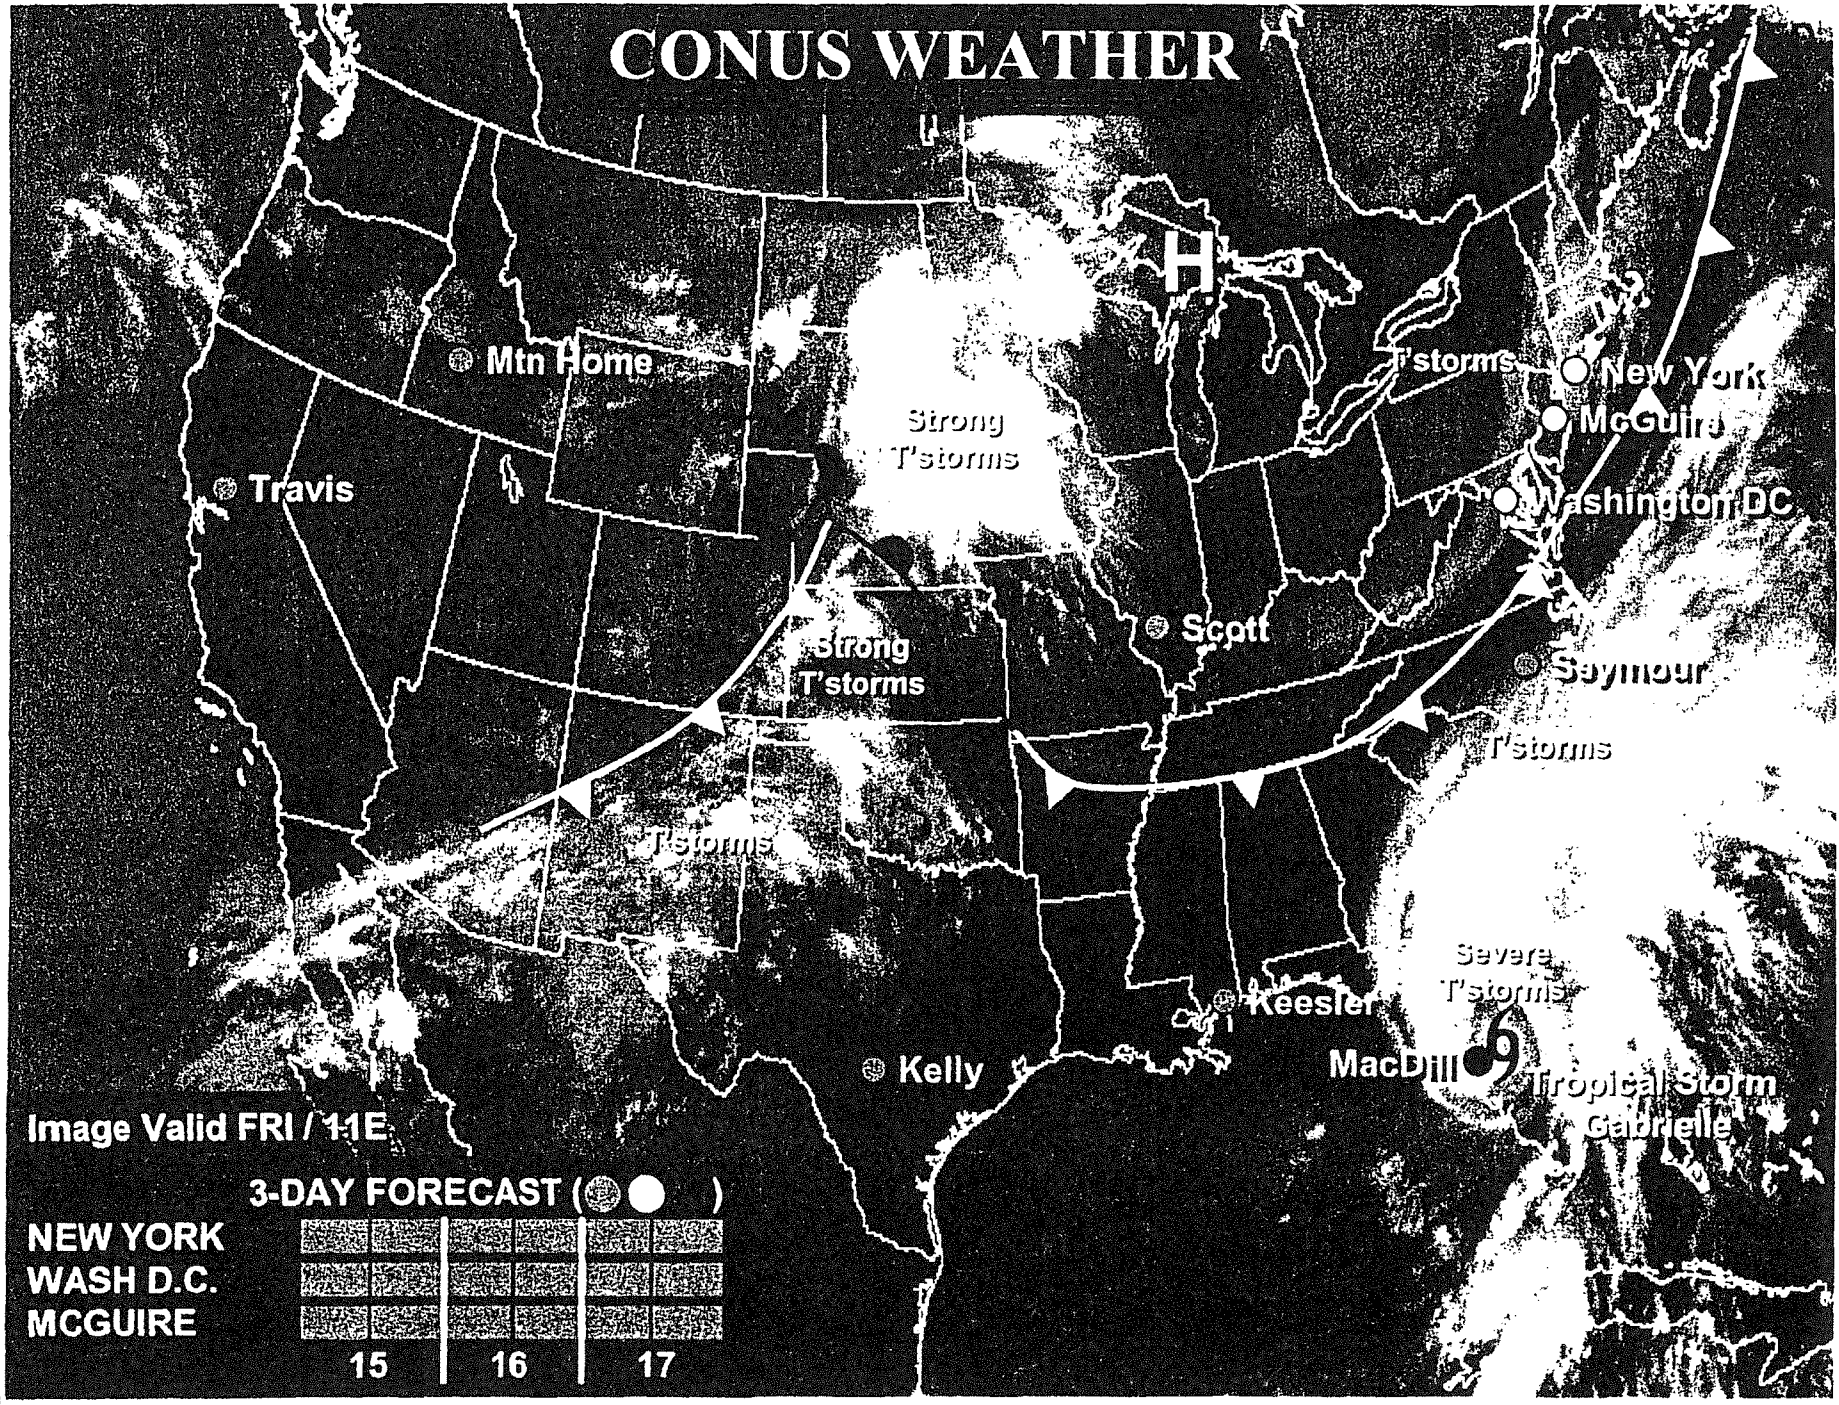 CONUS WEATHER
H
Mtn Home
T'storms
New York
McGuire
Strong
T'storms
Travis
Washington DC
Scott
Strong
T'storms
Seymour
T'storms
T'storms
Severe
T'storms
Keesler
MacDill
Kelly
Tropical Storm
Gabrielle
Image Valid FRI / 11E
3-DAY FORECAST ( )
NEW YORK
WASH D.C.
MCGUIRE
15 16 17